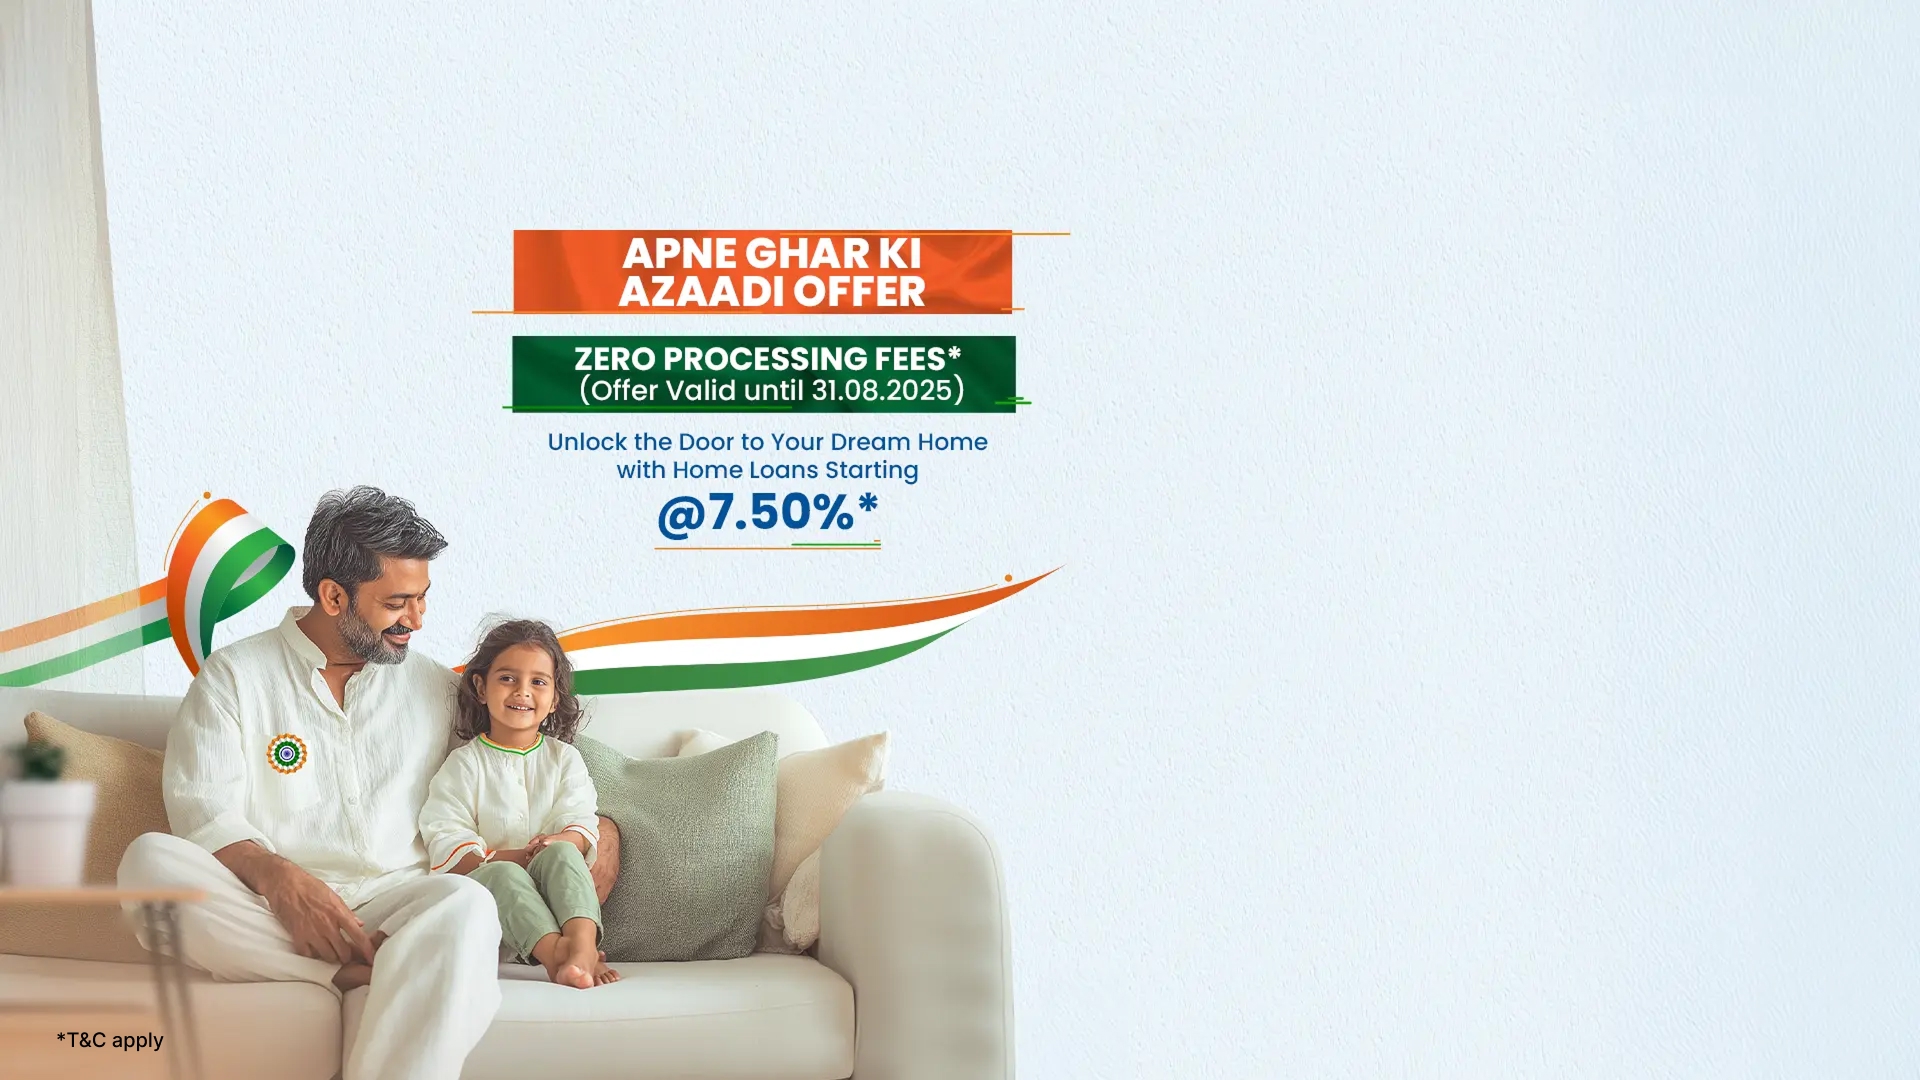 APNE GHAR KI
AZAADI OFFER
ZERO PROCESSING FEES*
(Offer Valid until 31.08.2025)
Unlock the Door to Your Dream Home
with Home Loans Starting
@7.50%*
*T&C apply